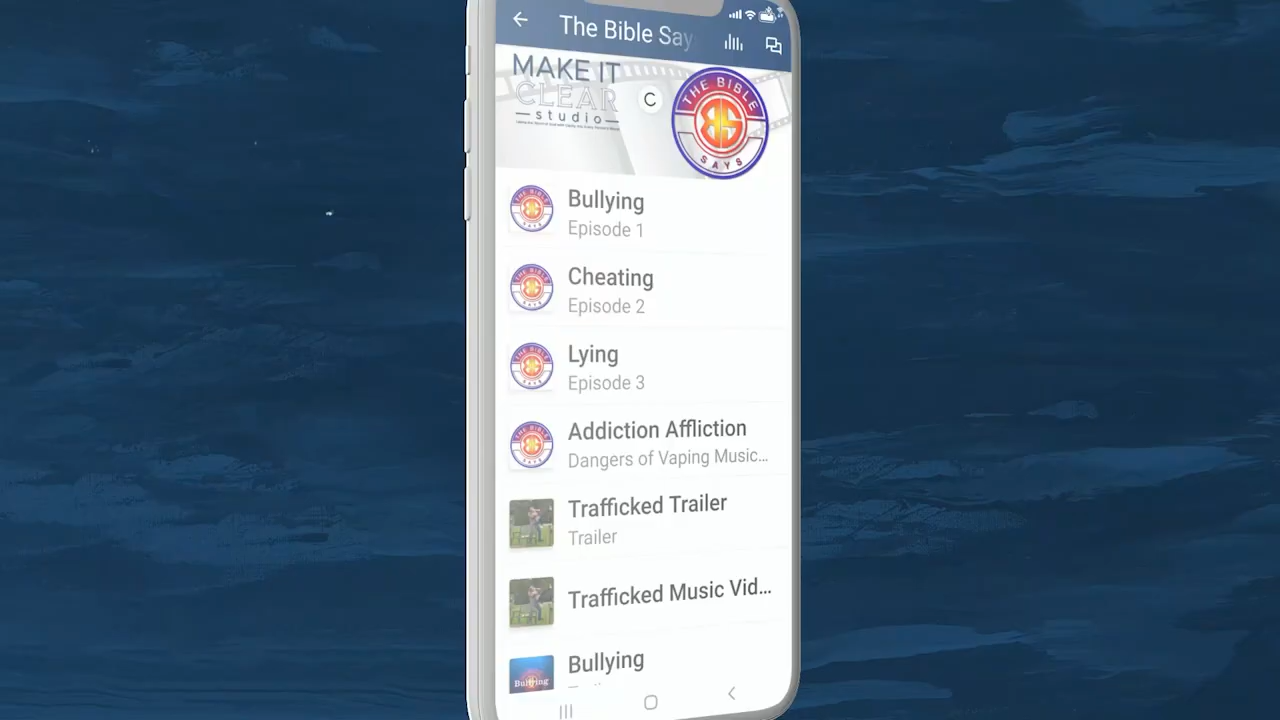 The Bible Say
MAKE IT
CLEAR
studio
C
THE BIBLE
BS
SAYS
Bullying
Episode 1
Cheating
Episode 2
Lying
Episode 3
Addiction Affliction
Dangers of Vaping Music...
Trafficked Trailer
Trailer
Trafficked Music Vid...
Bullying
Bullying